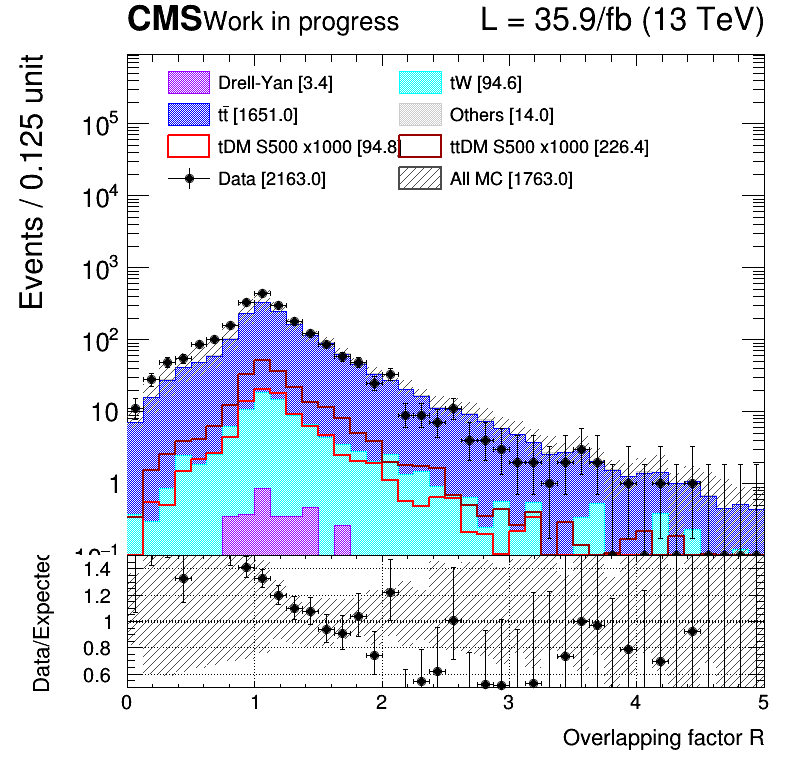 CMS Work in progress L = 35.9/fb (13 TeV)
Events / 0.125 unit
Drell-Yan [3.4] tW [94.6]
tt̄ [1651.0] Others [14.0]
tDM S500 x1000 [94.8] ttDM S500 x1000 [226.4]
Data [2163.0] All MC [1763.0]
10⁵
10⁴
10³
10²
10
1
10⁻¹
Data/Expected
1.4
1.2
1
0.8
0.6
0 1 2 3 4 5
Overlapping factor R